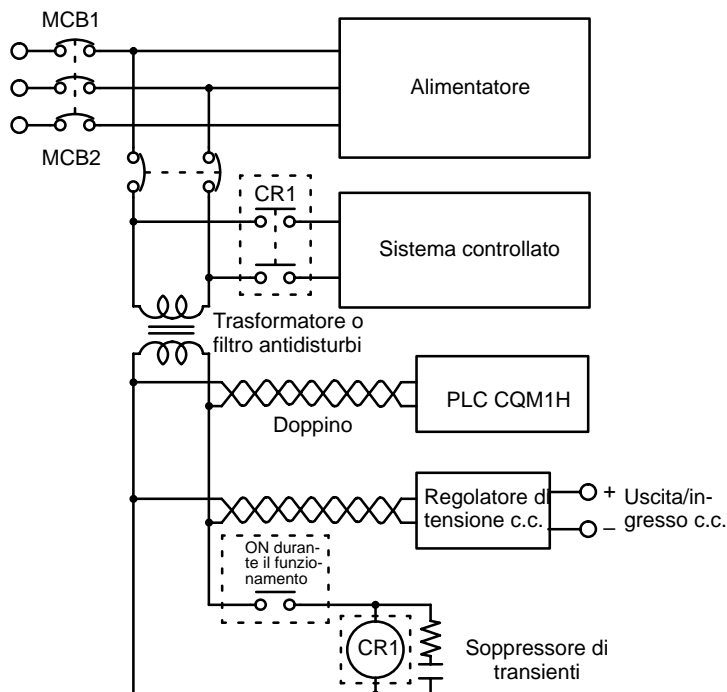 MCB1
Alimentatore
MCB2
CR1
Sistema controllato
Trasformatore o
filtro antidisturbi
PLC CQM1H
Doppino
Regolatore di
tensione c.c.
+
–
Uscita/in-
gresso c.c.
ON duran-
te il funzio-
namento
CR1
Soppressore di
transienti